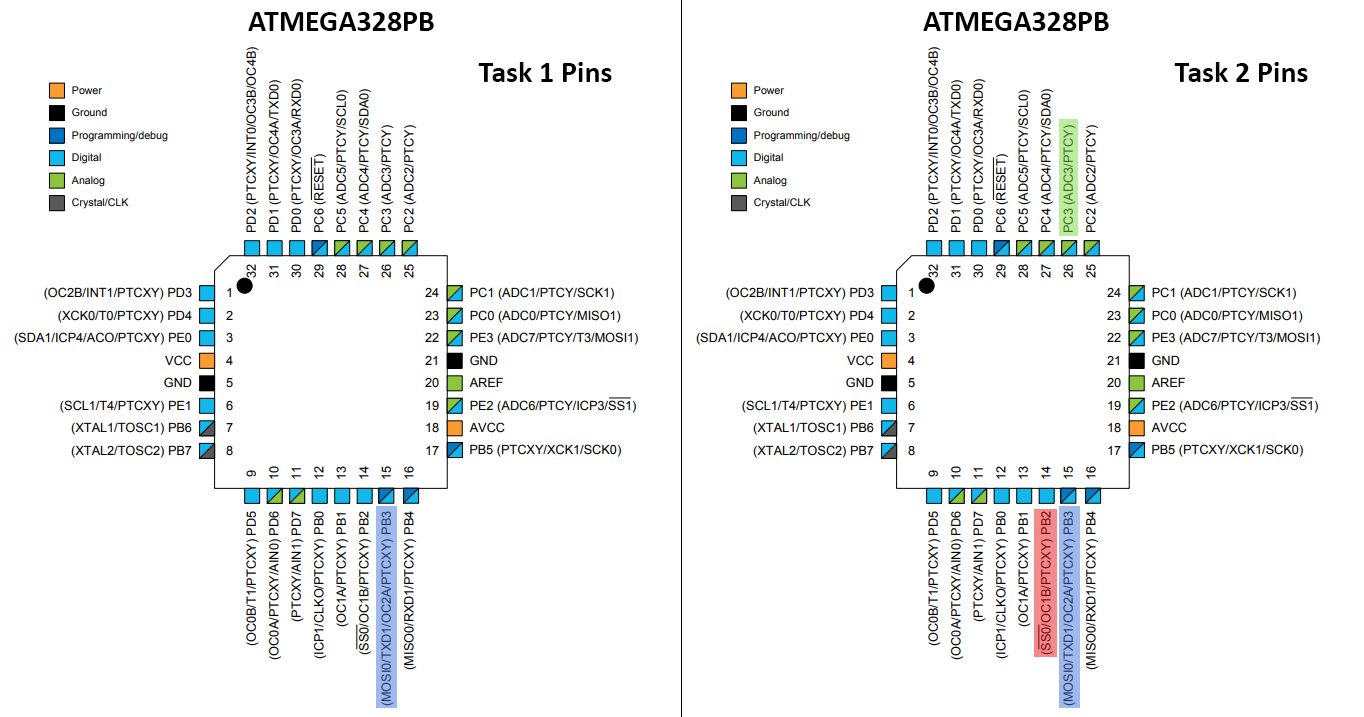 ATMEGA328PB
Task 1 Pins
Power
Ground
Programming/debug
Digital
Analog
Crystal/CLK
PD2 (PTCXY/INT0/OC3B/OC4B)
PD1 (PTCXY/OC4A/TXD0)
PD0 (PTCXY/OC3A/RXD0)
PC6 (RESET)
PC5 (ADC5/PTCY/SCL0)
PC4 (ADC4/PTCY/SDA0)
PC3 (ADC3/PTCY)
PC2 (ADC2/PTCY)
32 31 30 29 28 27 26 25
(OC2B/INT1/PTCXY) PD3 1
(XCK0/T0/PTCXY) PD4 2
(SDA1/ICP4/ACO/PTCXY) PE0 3
VCC 4
GND 5
(SCL1/T4/PTCXY) PE1 6
(XTAL1/TOSC1) PB6 7
(XTAL2/TOSC2) PB7 8
24 PC1 (ADC1/PTCY/SCK1)
23 PC0 (ADC0/PTCY/MISO1)
22 PE3 (ADC7/PTCY/T3/MOSI1)
21 GND
20 AREF
19 PE2 (ADC6/PTCY/ICP3/SS1)
18 AVCC
17 PB5 (PTCXY/XCK1/SCK0)
9 10 11 12 13 14 15 16
(OC0B/T1/PTCXY) PD5
(OC0A/PTCXY/AIN0) PD6
(PTCXY/AIN1) PD7
(ICP1/CLKO/PTCXY) PB0
(OC1A/PTCXY) PB1
(SS0/OC1B/PTCXY) PB2
(MOSI0/TXD1/OC2A/PTCXY) PB3
(MISO0/RXD1/PTCXY) PB4
ATMEGA328PB
Task 2 Pins
Power
Ground
Programming/debug
Digital
Analog
Crystal/CLK
PD2 (PTCXY/INT0/OC3B/OC4B)
PD1 (PTCXY/OC4A/TXD0)
PD0 (PTCXY/OC3A/RXD0)
PC6 (RESET)
PC5 (ADC5/PTCY/SCL0)
PC4 (ADC4/PTCY/SDA0)
PC3 (ADC3/PTCY)
PC2 (ADC2/PTCY)
32 31 30 29 28 27 26 25
(OC2B/INT1/PTCXY) PD3 1
(XCK0/T0/PTCXY) PD4 2
(SDA1/ICP4/ACO/PTCXY) PE0 3
VCC 4
GND 5
(SCL1/T4/PTCXY) PE1 6
(XTAL1/TOSC1) PB6 7
(XTAL2/TOSC2) PB7 8
24 PC1 (ADC1/PTCY/SCK1)
23 PC0 (ADC0/PTCY/MISO1)
22 PE3 (ADC7/PTCY/T3/MOSI1)
21 GND
20 AREF
19 PE2 (ADC6/PTCY/ICP3/SS1)
18 AVCC
17 PB5 (PTCXY/XCK1/SCK0)
9 10 11 12 13 14 15 16
(OC0B/T1/PTCXY) PD5
(OC0A/PTCXY/AIN0) PD6
(PTCXY/AIN1) PD7
(ICP1/CLKO/PTCXY) PB0
(OC1A/PTCXY) PB1
(SS0/OC1B/PTCXY) PB2
(MOSI0/TXD1/OC2A/PTCXY) PB3
(MISO0/RXD1/PTCXY) PB4